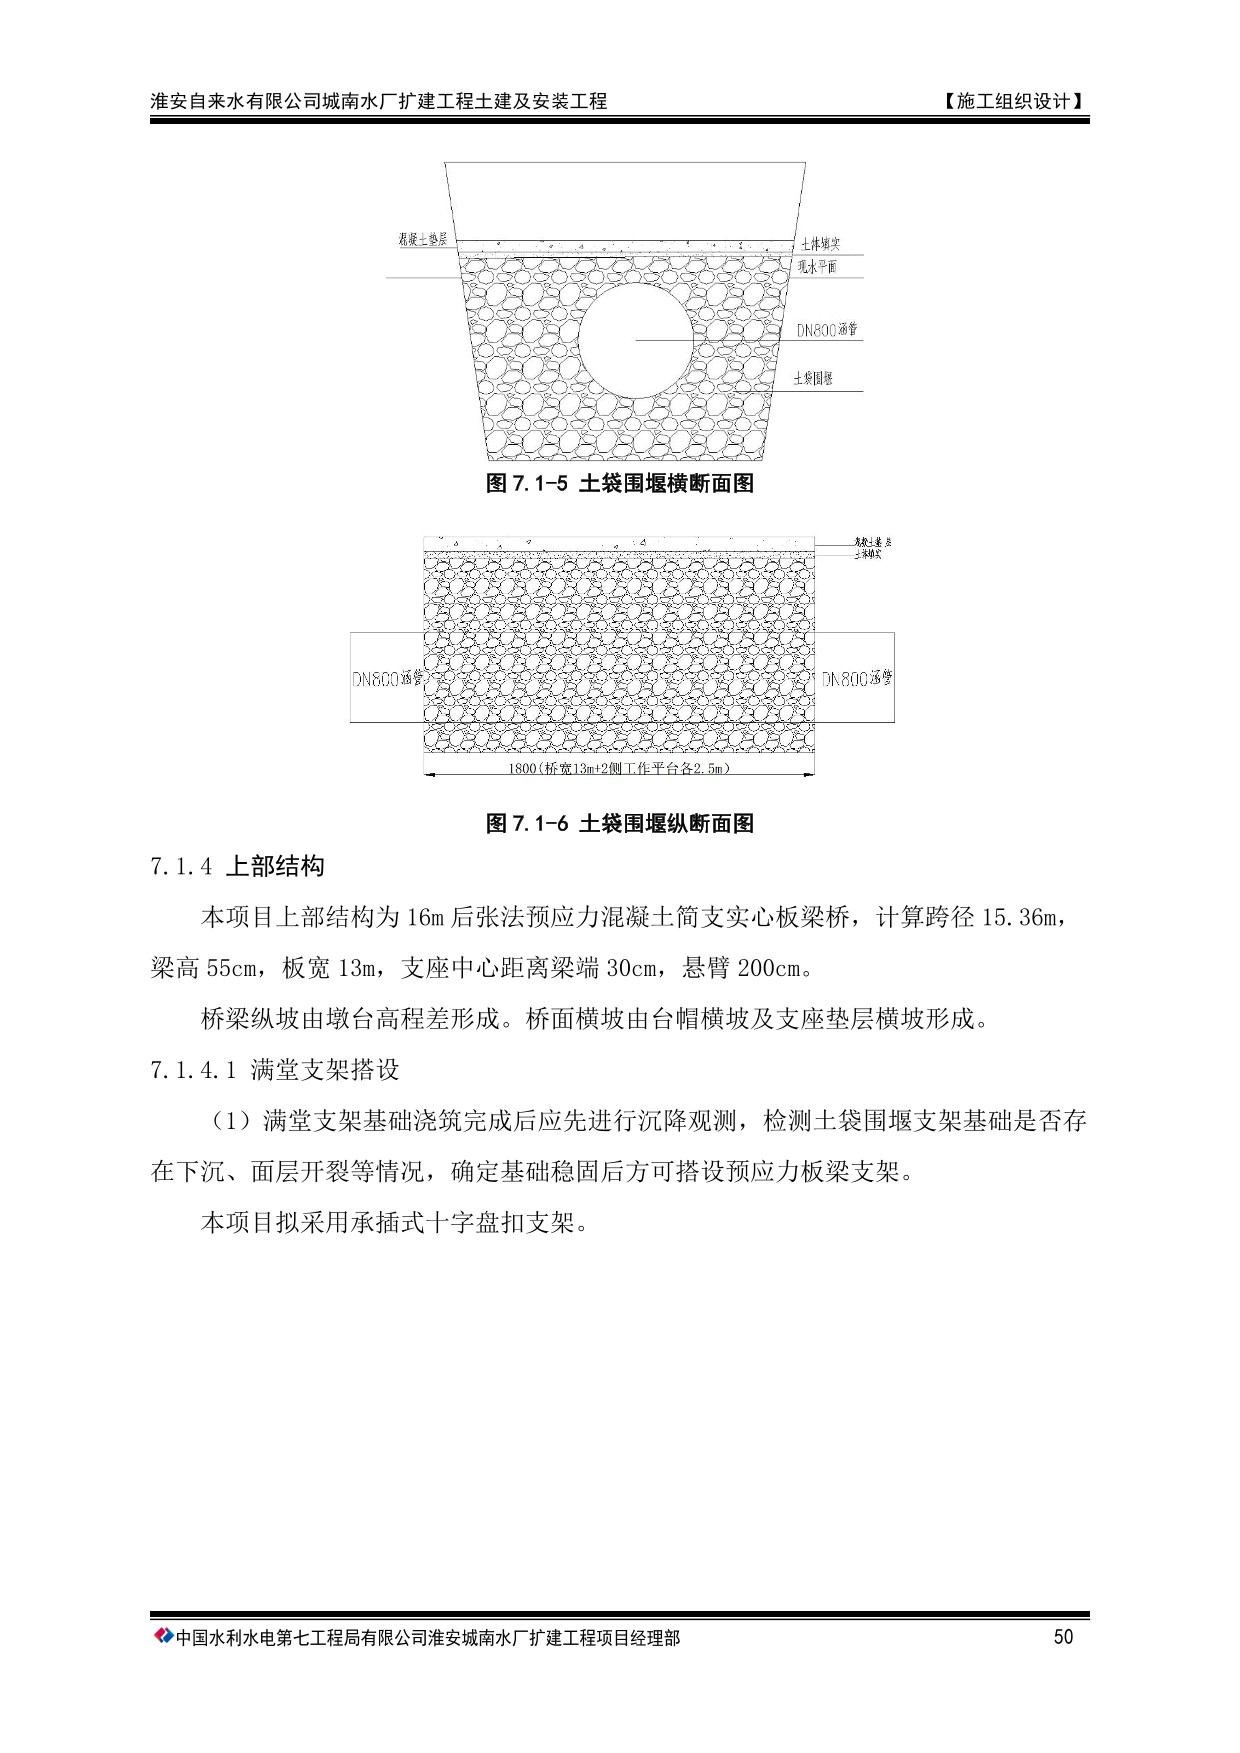 淮安自来水有限公司城南水厂扩建工程土建及安装工程 【施工组织设计】
混凝土垫层
土体填实
现水平面
DN800涵管
土袋围堰
图 7.1-5 土袋围堰横断面图
混凝土垫层
土体填实
DN800涵管
DN800涵管
1800(桥宽13m+2侧工作平台各2.5m)
图 7.1-6 土袋围堰纵断面图
7.1.4 上部结构
本项目上部结构为 16m 后张法预应力混凝土简支实心板梁桥，计算跨径 15.36m，
梁高 55cm，板宽 13m，支座中心距离梁端 30cm，悬臂 200cm。
桥梁纵坡由墩台高程差形成。桥面横坡由台帽横坡及支座垫层横坡形成。
7.1.4.1 满堂支架搭设
（1）满堂支架基础浇筑完成后应先进行沉降观测，检测土袋围堰支架基础是否存
在下沉、面层开裂等情况，确定基础稳固后方可搭设预应力板梁支架。
本项目拟采用承插式十字盘扣支架。
中国水利水电第七工程局有限公司淮安城南水厂扩建工程项目经理部 50